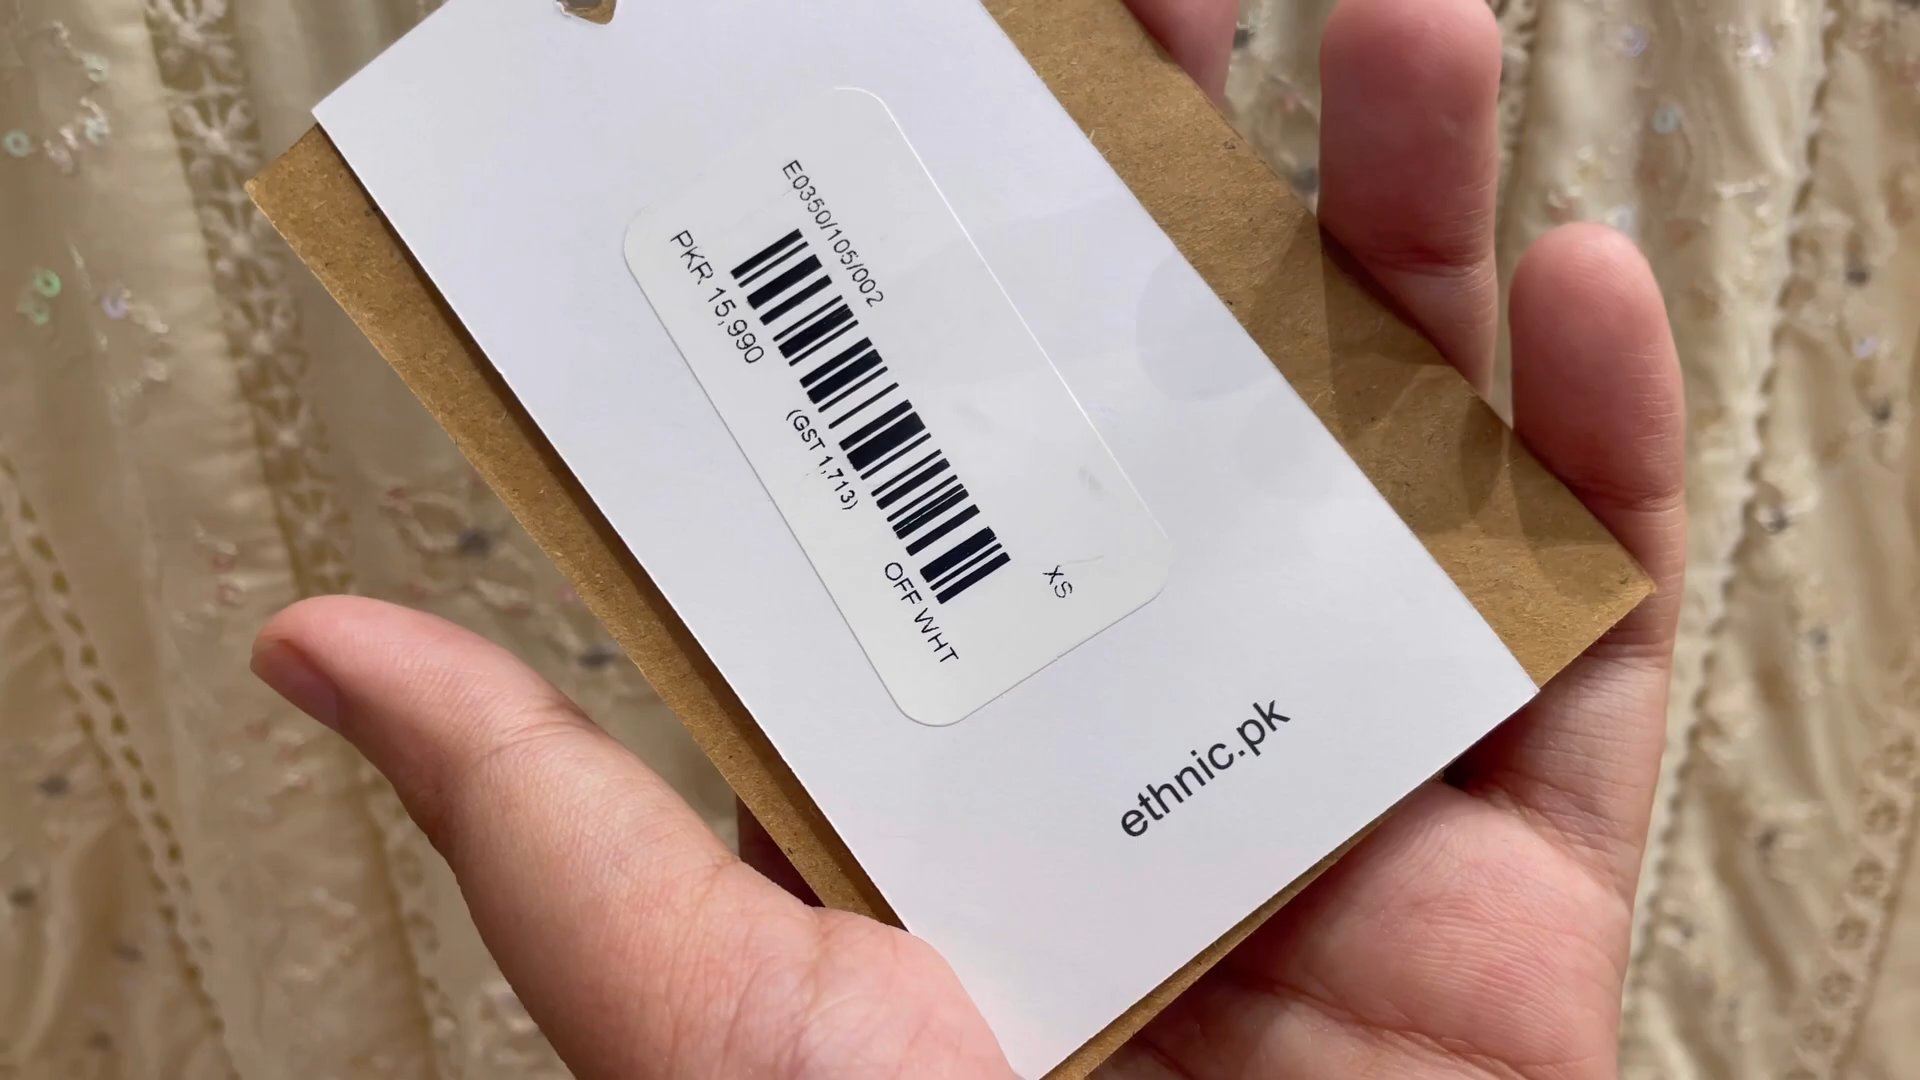 E0350/105/002
PKR 15,990
(GST 1,713)
OFF WHT
XS
ethnic.pk